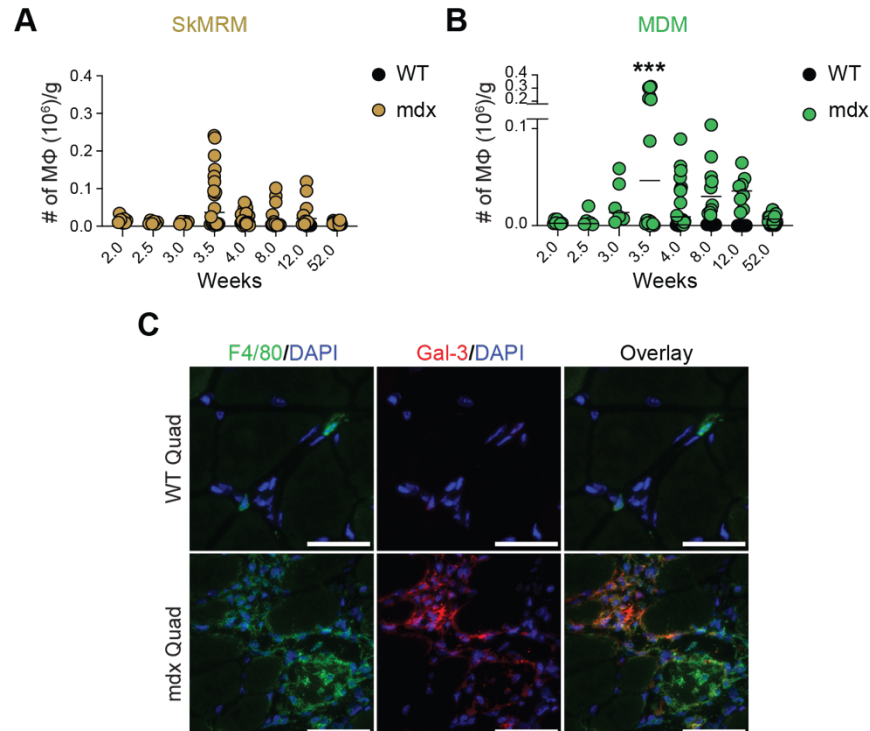 A
SkMRM
# of MΦ (10⁶)/g
0.4
0.3
0.2
0.1
0.0
2.0
2.5
3.0
3.5
4.0
8.0
12.0
52.0
Weeks
WT
mdx
B
MDM
***
# of MΦ (10⁶)/g
0.4
0.3
0.2
0.1
0.0
2.0
2.5
3.0
3.5
4.0
8.0
12.0
52.0
Weeks
WT
mdx
C
F4/80/DAPI
Gal-3/DAPI
Overlay
WT Quad
mdx Quad